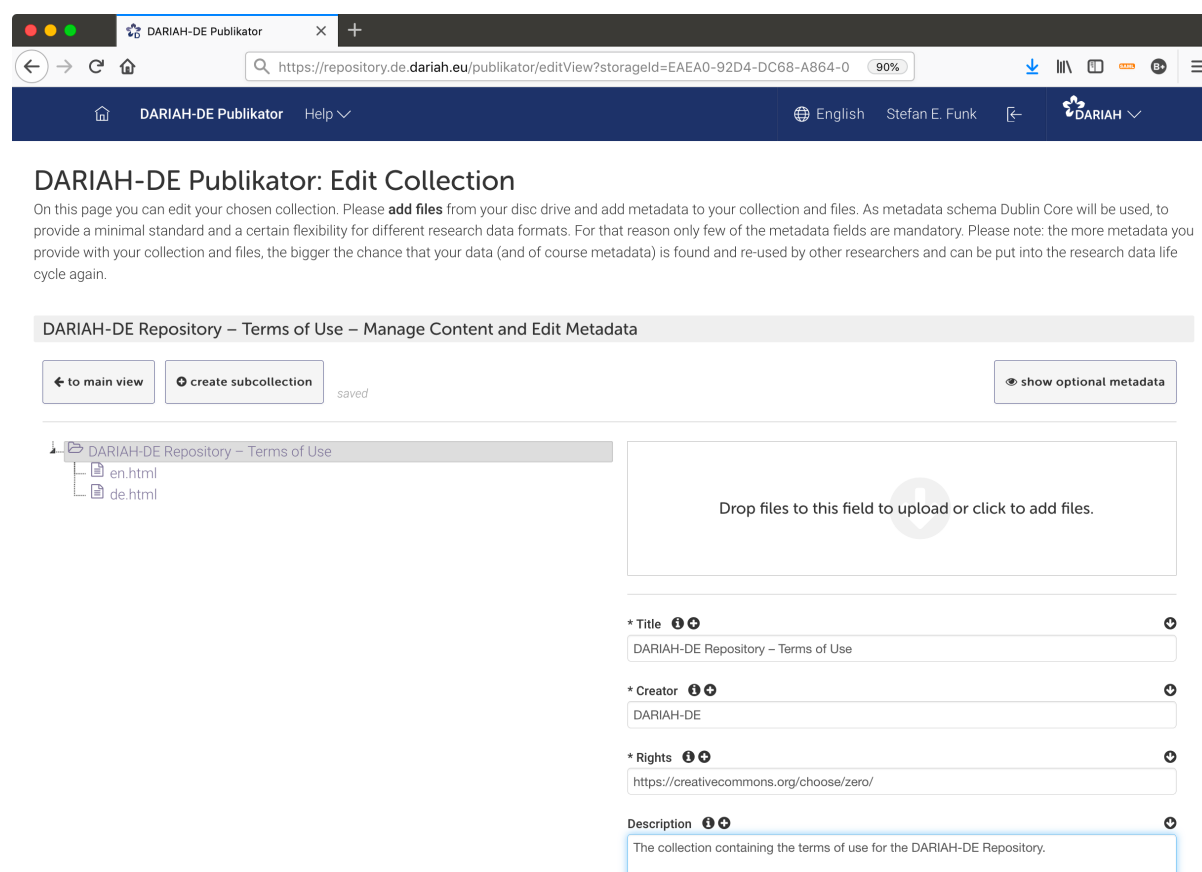 DARIAH-DE Publikator
https://repository.de.dariah.eu/publikator/editView?storageId=EAEA0-92D4-DC68-A864-0 90%
DARIAH-DE Publikator Help English Stefan E. Funk DARIAH
DARIAH-DE Publikator: Edit Collection
On this page you can edit your chosen collection. Please add files from your disc drive and add metadata to your collection and files. As metadata schema Dublin Core will be used, to
provide a minimal standard and a certain flexibility for different research data formats. For that reason only few of the metadata fields are mandatory. Please note: the more metadata you
provide with your collection and files, the bigger the chance that your data (and of course metadata) is found and re-used by other researchers and can be put into the research data life
cycle again.
DARIAH-DE Repository – Terms of Use – Manage Content and Edit Metadata
to main view create subcollection saved show optional metadata
DARIAH-DE Repository – Terms of Use
en.html
de.html
Drop files to this field to upload or click to add files.
* Title
DARIAH-DE Repository – Terms of Use
* Creator
DARIAH-DE
* Rights
https://creativecommons.org/choose/zero/
Description
The collection containing the terms of use for the DARIAH-DE Repository.